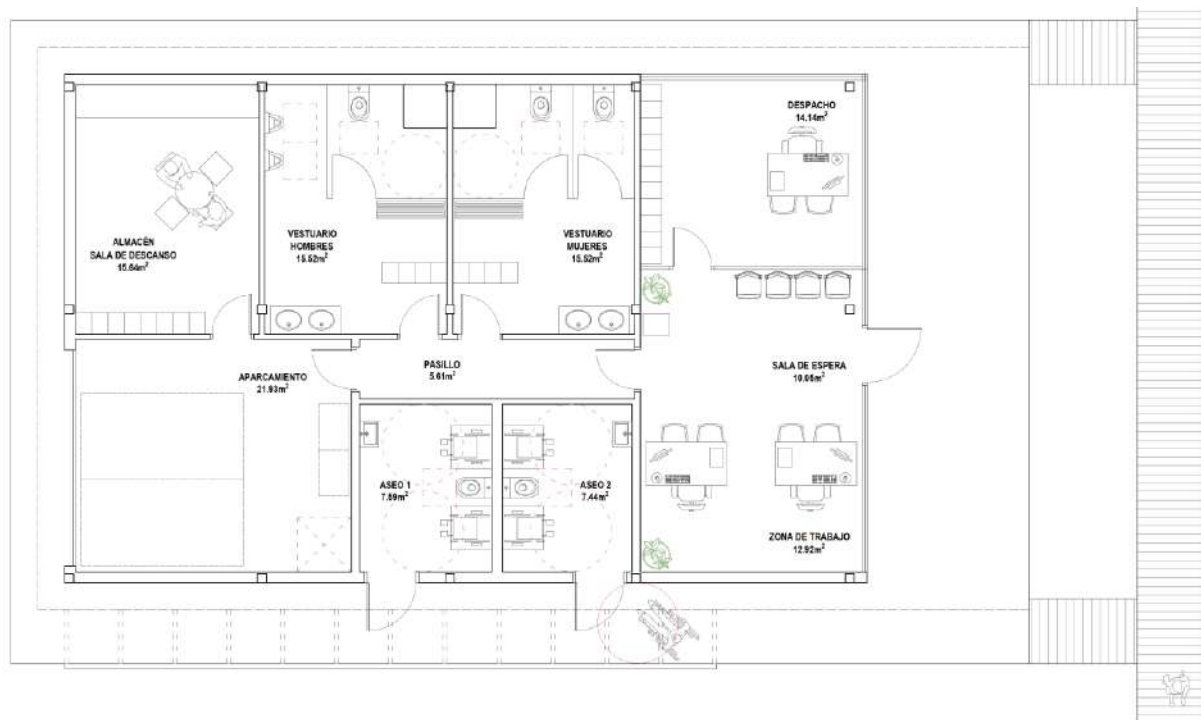 DESPACHO
14.14m²
ALMACÉN
SALA DE DESCANSO
15.64m²
VESTUARIO
HOMBRES
15.52m²
VESTUARIO
MUJERES
15.52m²
APARCAMIENTO
21.93m²
PASILLO
5.61m²
SALA DE ESPERA
10.05m²
ASEO 1
7.69m²
ASEO 2
7.44m²
ZONA DE TRABAJO
12.92m²